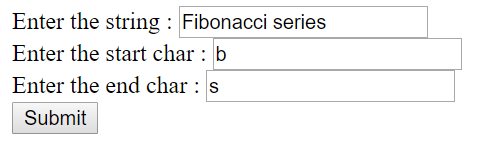 Enter the string : Fibonacci series
Enter the start char : b
Enter the end char : s
Submit